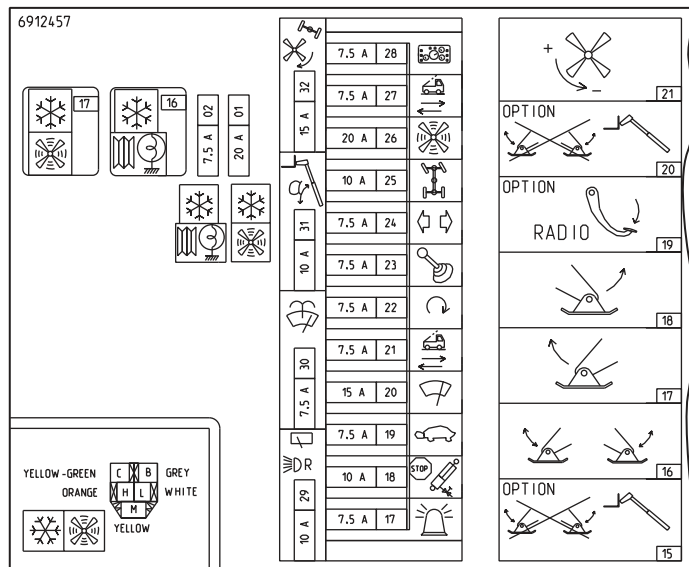 6912457
17
16
7.5 A 02
20 A 01
15 A 32
10 A 31
7.5 A 30
10 A 29
7.5 A 28
7.5 A 27
20 A 26
10 A 25
7.5 A 24
7.5 A 23
7.5 A 22
7.5 A 21
15 A 20
7.5 A 19
10 A 18
7.5 A 17
R
STOP
+
−
21
OPTION
20
OPTION
RADIO
19
18
17
16
OPTION
15
YELLOW-GREEN C B GREY
ORANGE H L WHITE
M
YELLOW